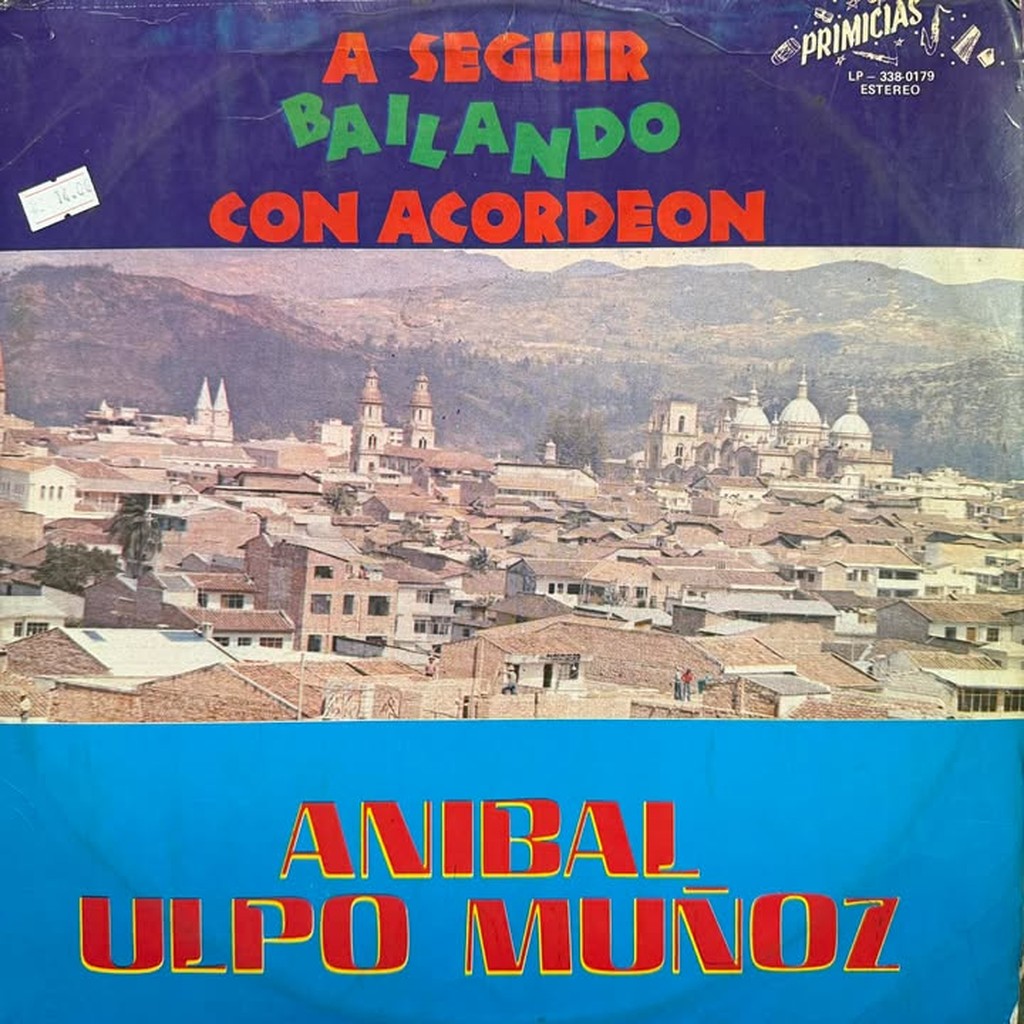 A SEGUIR
BAILANDO
CON ACORDEON
PRIMICIAS
LP – 338-0179
ESTEREO
ANIBAL
ULPO MUÑOZ